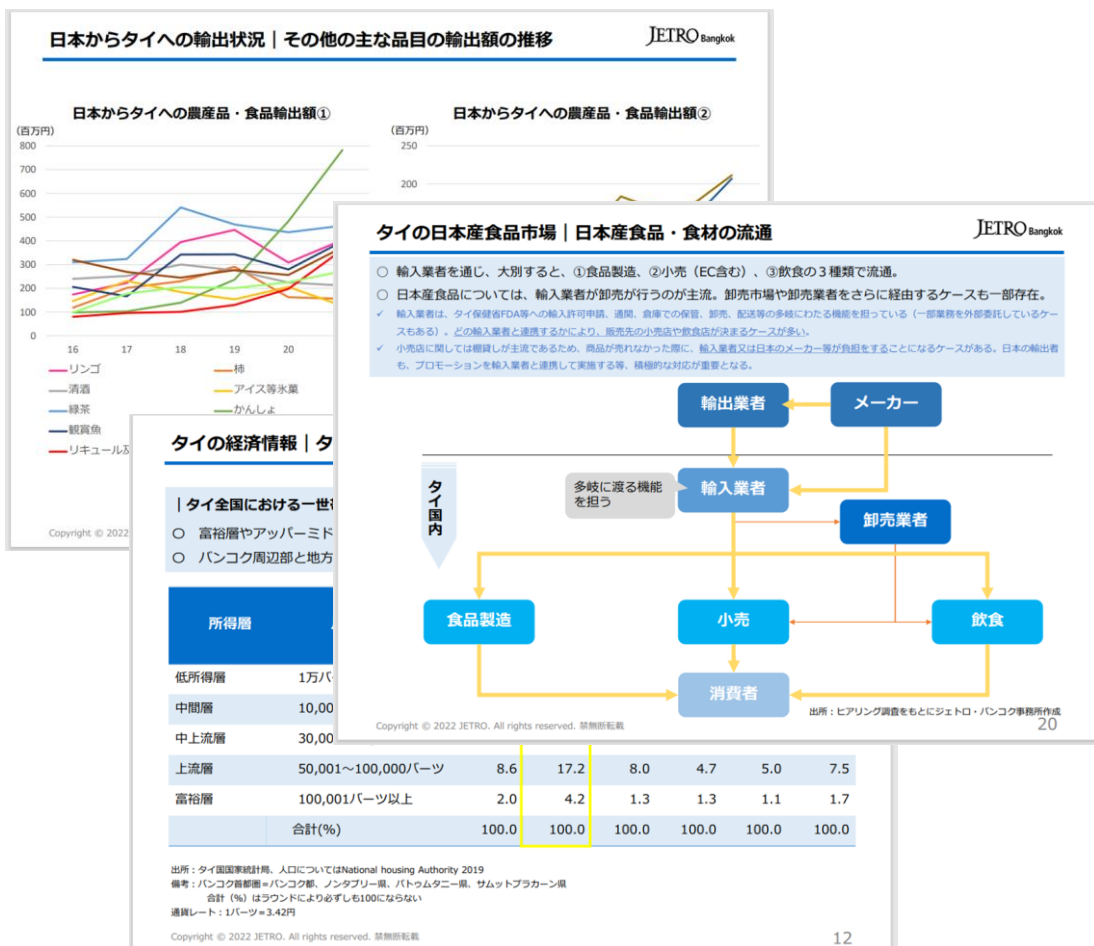 日本からタイへの輸出状況｜その他の主な品目の輸出額の推移
JETRO Bangkok
日本からタイへの農産品・食品輸出額①
(百万円)
800
700
600
500
400
300
200
100
0
16 17 18 19 20
リンゴ 柿
清酒 アイス等氷菓
緑茶 かんしょ
観賞魚
リキュール
Copyright © 2022
日本からタイへの農産品・食品輸出額②
(百万円)
250
200
タイの日本産食品市場｜日本産食品・食材の流通
JETRO Bangkok
○ 輸入業者を通じ、大別すると、①食品製造、②小売（EC含む）、③飲食の３種類で流通。
○ 日本産食品については、輸入業者が卸売が行うのが主流。卸売市場や卸売業者をさらに経由するケースも一部存在。
✓ 輸入業者は、タイ保健省FDA等への輸入許可申請、通関、倉庫での保管、卸売、配送等の多岐にわたる機能を担っている（一部業務を外部委託しているケー
スもある）。どの輸入業者と連携するかにより、販売先の小売店や飲食店が決まるケースが多い。
✓ 小売店に関しては棚貸しが主流であるため、商品が売れなかった際に、輸入業者又は日本のメーカー等が負担をすることになるケースがある。日本の輸出者
も、プロモーションを輸入業者と連携して実施する等、積極的な対応が重要となる。
輸出業者 メーカー
タイ国内
多岐に渡る機能
を担う
輸入業者
卸売業者
食品製造 小売 飲食
消費者
出所：ヒアリング調査をもとにジェトロ・バンコク事務所作成
Copyright © 2022 JETRO. All rights reserved. 禁無断転載
20
タイの経済情報｜タ
｜タイ全国における一世
○ 富裕層やアッパーミド
○ バンコク周辺部と地方
所得層
低所得層 1万バ
中間層 10,00
中上流層 30,00
上流層 50,001～100,000バーツ 8.6 17.2 8.0 4.7 5.0 7.5
富裕層 100,001バーツ以上 2.0 4.2 1.3 1.3 1.1 1.7
合計(%) 100.0 100.0 100.0 100.0 100.0 100.0
出所：タイ国国家統計局、人口についてはNational housing Authority 2019
備考：バンコク首都圏＝バンコク都、ノンタブリー県、パトゥムタニー県、サムットプラカーン県
合計（%）はラウンドにより必ずしも100にならない
通貨レート：1バーツ＝3.42円
Copyright © 2022 JETRO. All rights reserved. 禁無断転載
12